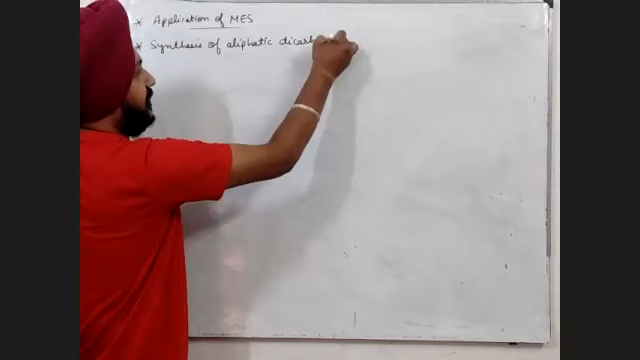 * Application of MES
* Synthesis of aliphatic dicarb